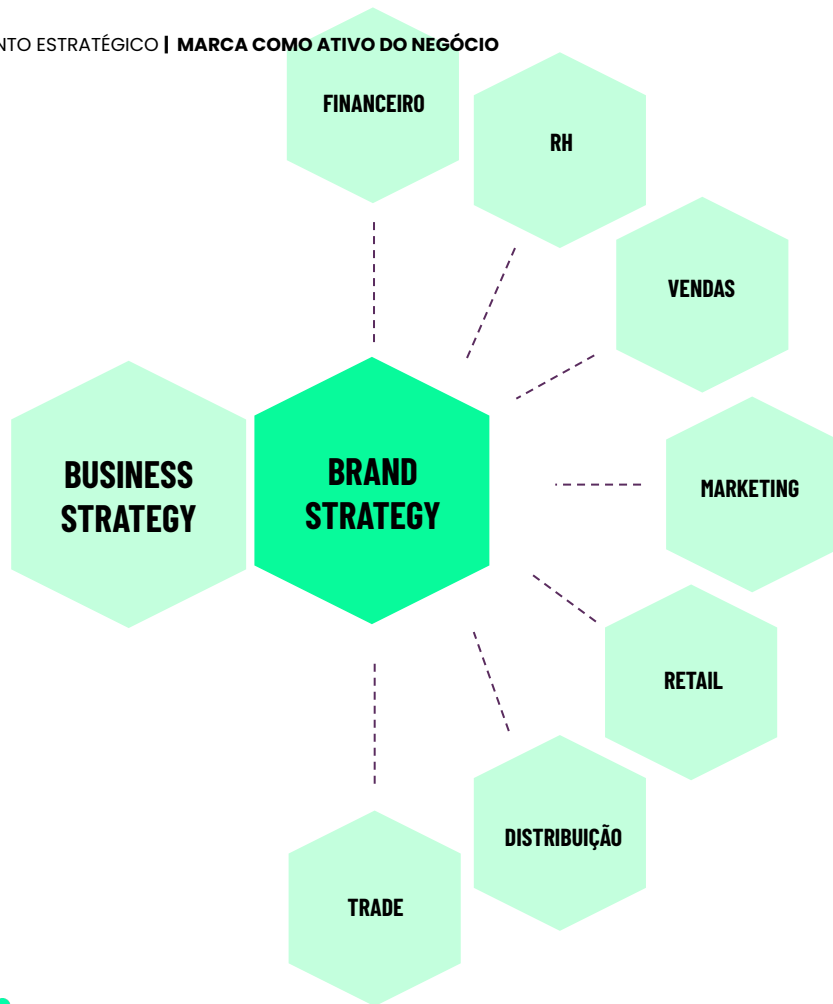 NTO ESTRATÉGICO | MARCA COMO ATIVO DO NEGÓCIO
FINANCEIRO
RH
VENDAS
BUSINESS
STRATEGY
BRAND
STRATEGY
MARKETING
RETAIL
DISTRIBUIÇÃO
TRADE